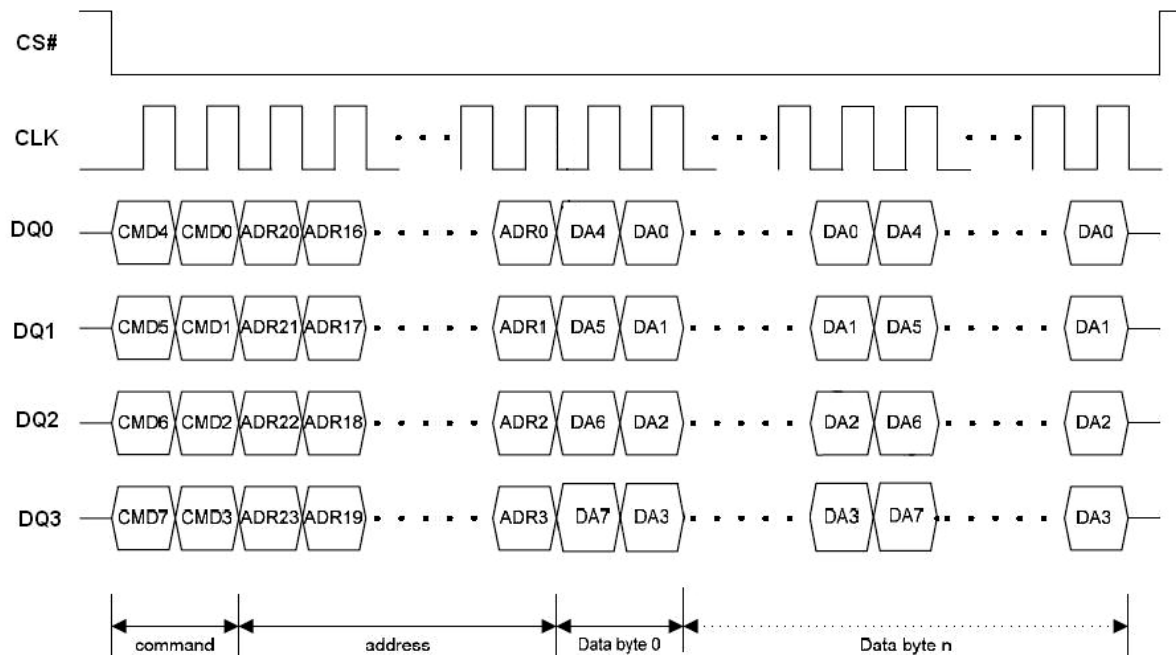 CS#
CLK
DQ0 CMD4 CMD0 ADR20 ADR16 ADR0 DA4 DA0 DA0 DA4 DA0
DQ1 CMD5 CMD1 ADR21 ADR17 ADR1 DA5 DA1 DA1 DA5 DA1
DQ2 CMD6 CMD2 ADR22 ADR18 ADR2 DA6 DA2 DA2 DA6 DA2
DQ3 CMD7 CMD3 ADR23 ADR19 ADR3 DA7 DA3 DA3 DA7 DA3
command address Data byte 0 Data byte n